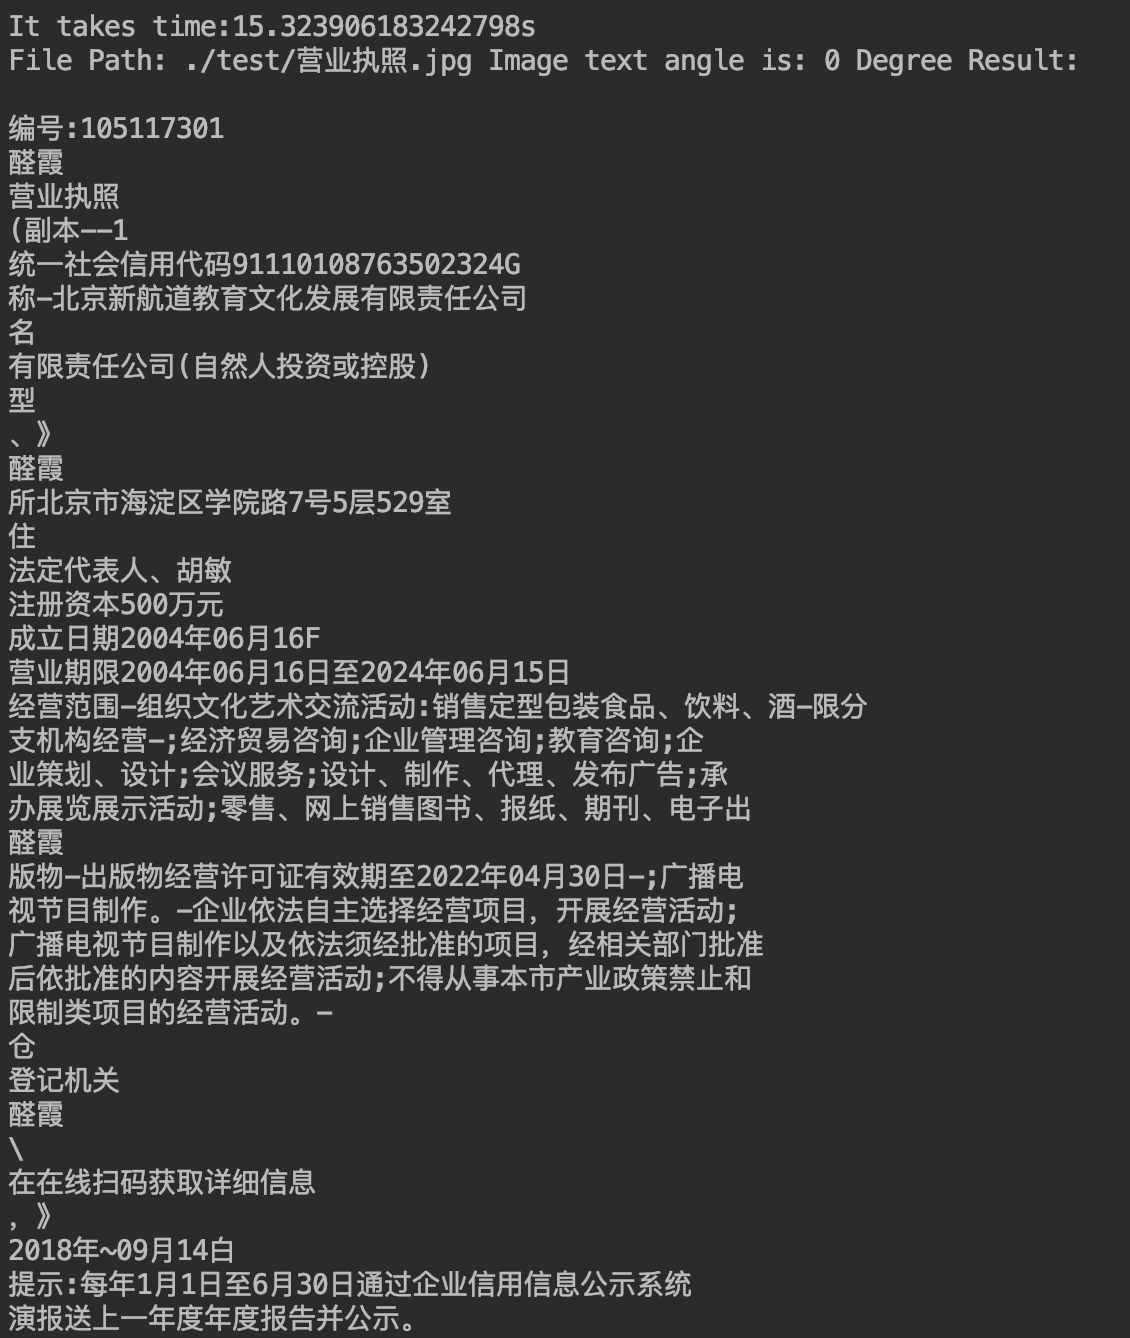 It takes time:15.323906183242798s
File Path: ./test/营业执照.jpg Image text angle is: 0 Degree Result:
编号:105117301
醛霞
营业执照
(副本——1
统一社会信用代码91110108763502324G
称—北京新航道教育文化发展有限责任公司
名
有限责任公司(自然人投资或控股)
型
、》
醛霞
所北京市海淀区学院路7号5层529室
住
法定代表人、胡敏
注册资本500万元
成立日期2004年06月16F
营业期限2004年06月16日至2024年06月15日
经营范围—组织文化艺术交流活动:销售定型包装食品、饮料、酒—限分
支机构经营—;经济贸易咨询;企业管理咨询;教育咨询;企
业策划、设计;会议服务;设计、制作、代理、发布广告;承
办展览展示活动;零售、网上销售图书、报纸、期刊、电子出
醛霞
版物—出版物经营许可证有效期至2022年04月30日—;广播电
视节目制作。—企业依法自主选择经营项目，开展经营活动;
广播电视节目制作以及依法须经批准的项目，经相关部门批准
后依批准的内容开展经营活动;不得从事本市产业政策禁止和
限制类项目的经营活动。—
仓
登记机关
醛霞
\
在在线扫码获取详细信息
，》
2018年~09月14白
提示:每年1月1日至6月30日通过企业信用信息公示系统
演报送上一年度年度报告并公示。